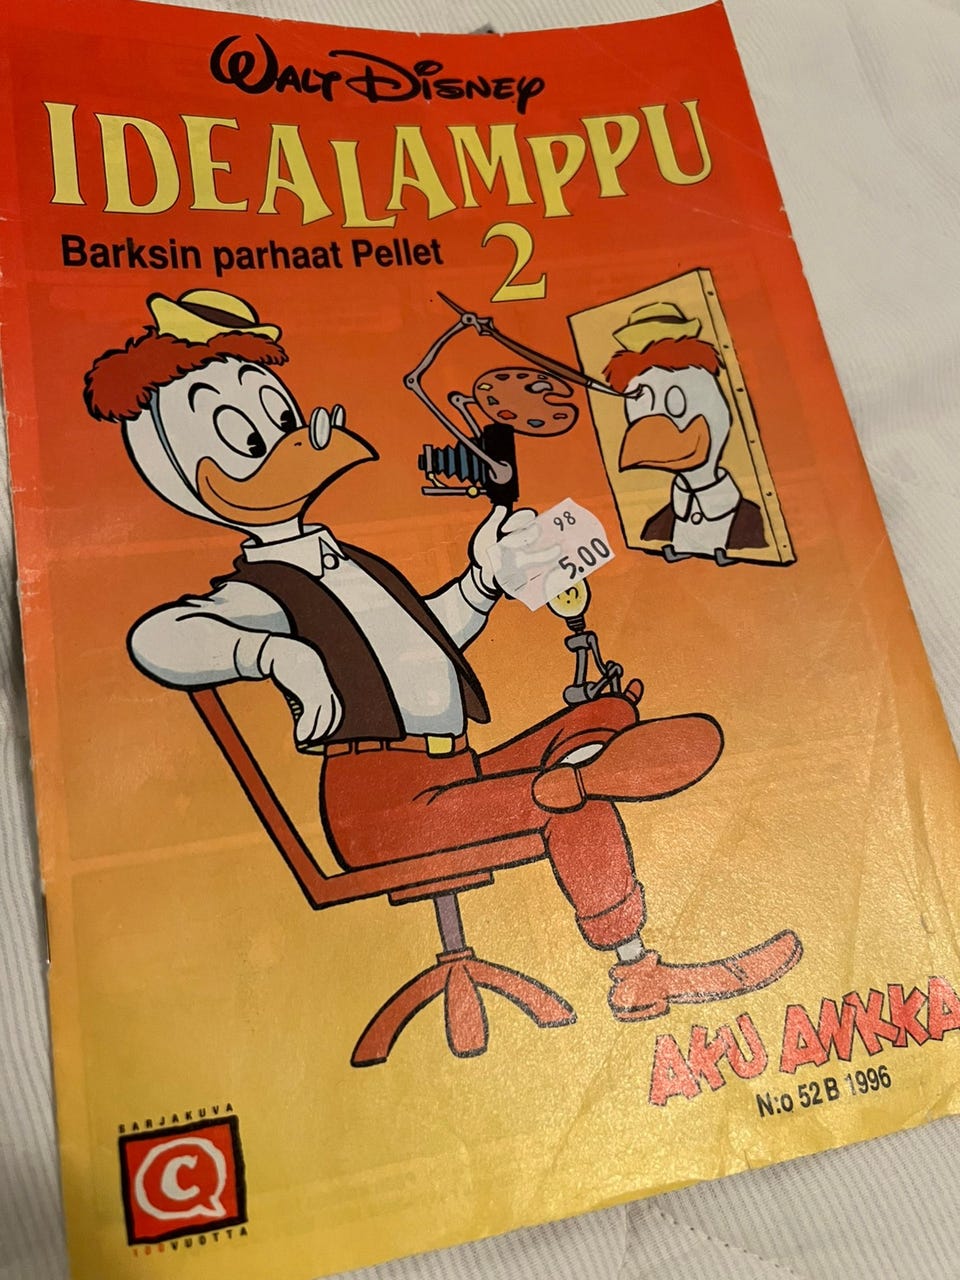 WALT DISNEY
IDEALAMPPU
2
Barksin parhaat Pellet
98
5.00
AKU ANKKA
N:o 52 B 1996
SARJAKUVA
C
100 VUOTTA